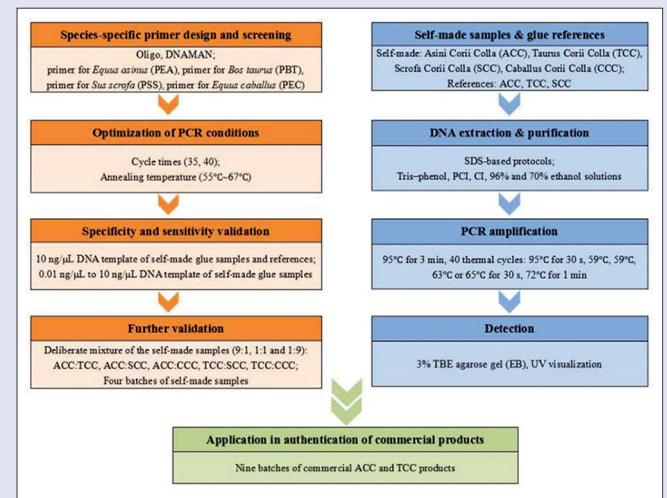 Species-specific primer design and screening
Oligo, DNAMAN;
primer for Equus asinus (PEA), primer for Bos taurus (PBT),
primer for Sus scrofa (PSS), primer for Equus caballus (PEC)
Optimization of PCR conditions
Cycle times (35, 40);
Annealing temperature (55°C~67°C)
Specificity and sensitivity validation
10 ng/μL DNA template of self-made glue samples and references;
0.01 ng/μL to 10 ng/μL DNA template of self-made glue samples
Further validation
Deliberate mixture of the self-made samples (9:1, 1:1 and 1:9):
ACC:TCC, ACC:SCC, ACC:CCC, TCC:SCC, TCC:CCC;
Four batches of self-made samples
Self-made samples & glue references
Self-made: Asini Corii Colla (ACC), Taurus Corii Colla (TCC),
Scrofa Corii Colla (SCC), Caballus Corii Colla (CCC);
References: ACC, TCC, SCC
DNA extraction & purification
SDS-based protocols;
Tris–phenol, PCI, CI, 96% and 70% ethanol solutions
PCR amplification
95°C for 3 min, 40 thermal cycles: 95°C for 30 s, 59°C, 59°C,
63°C or 65°C for 30 s, 72°C for 1 min
Detection
3% TBE agarose gel (EB), UV visualization
Application in authentication of commercial products
Nine batches of commercial ACC and TCC products